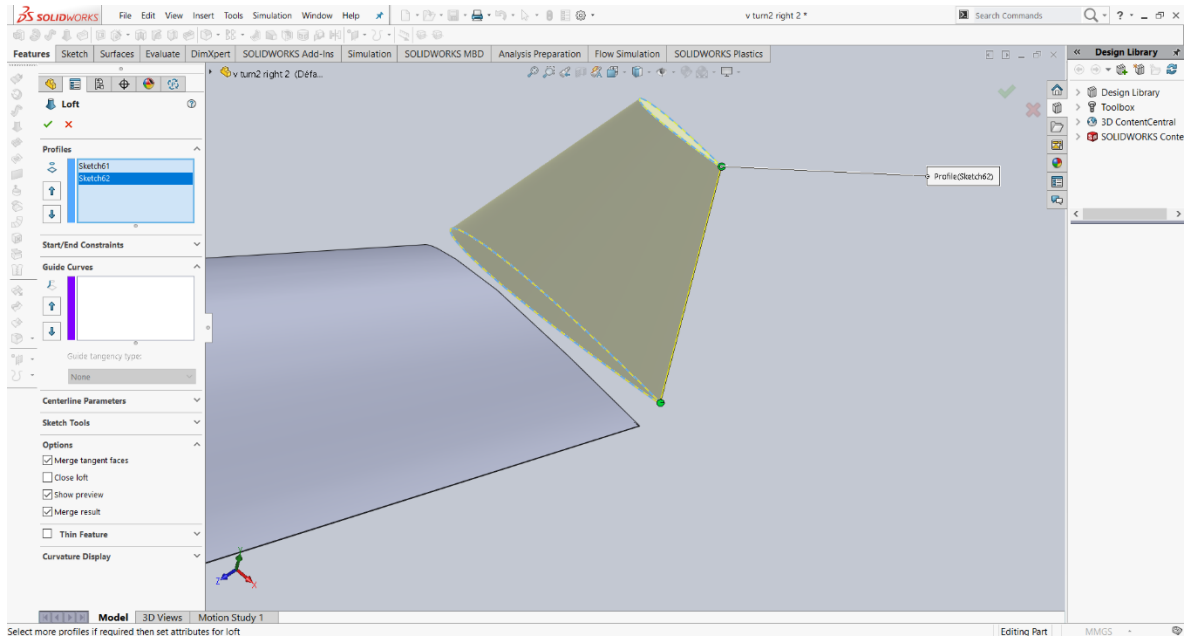 SOLIDWORKS File Edit View Insert Tools Simulation Window Help v turn2 right 2 * Search Commands
Features Sketch Surfaces Evaluate DimXpert SOLIDWORKS Add-Ins Simulation SOLIDWORKS MBD Analysis Preparation Flow Simulation SOLIDWORKS Plastics Design Library
v turn2 right 2 (Défa...
Design Library
Toolbox
3D ContentCentral
SOLIDWORKS Conte
Loft
Profiles
Sketch61
Sketch62
Profile(Sketch62)
Start/End Constraints
Guide Curves
Guide tangency type:
None
Centerline Parameters
Sketch Tools
Options
Merge tangent faces
Close loft
Show preview
Merge result
Thin Feature
Curvature Display
Y
Z
X
Model 3D Views Motion Study 1
Select more profiles if required then set attributes for loft Editing Part MMGS